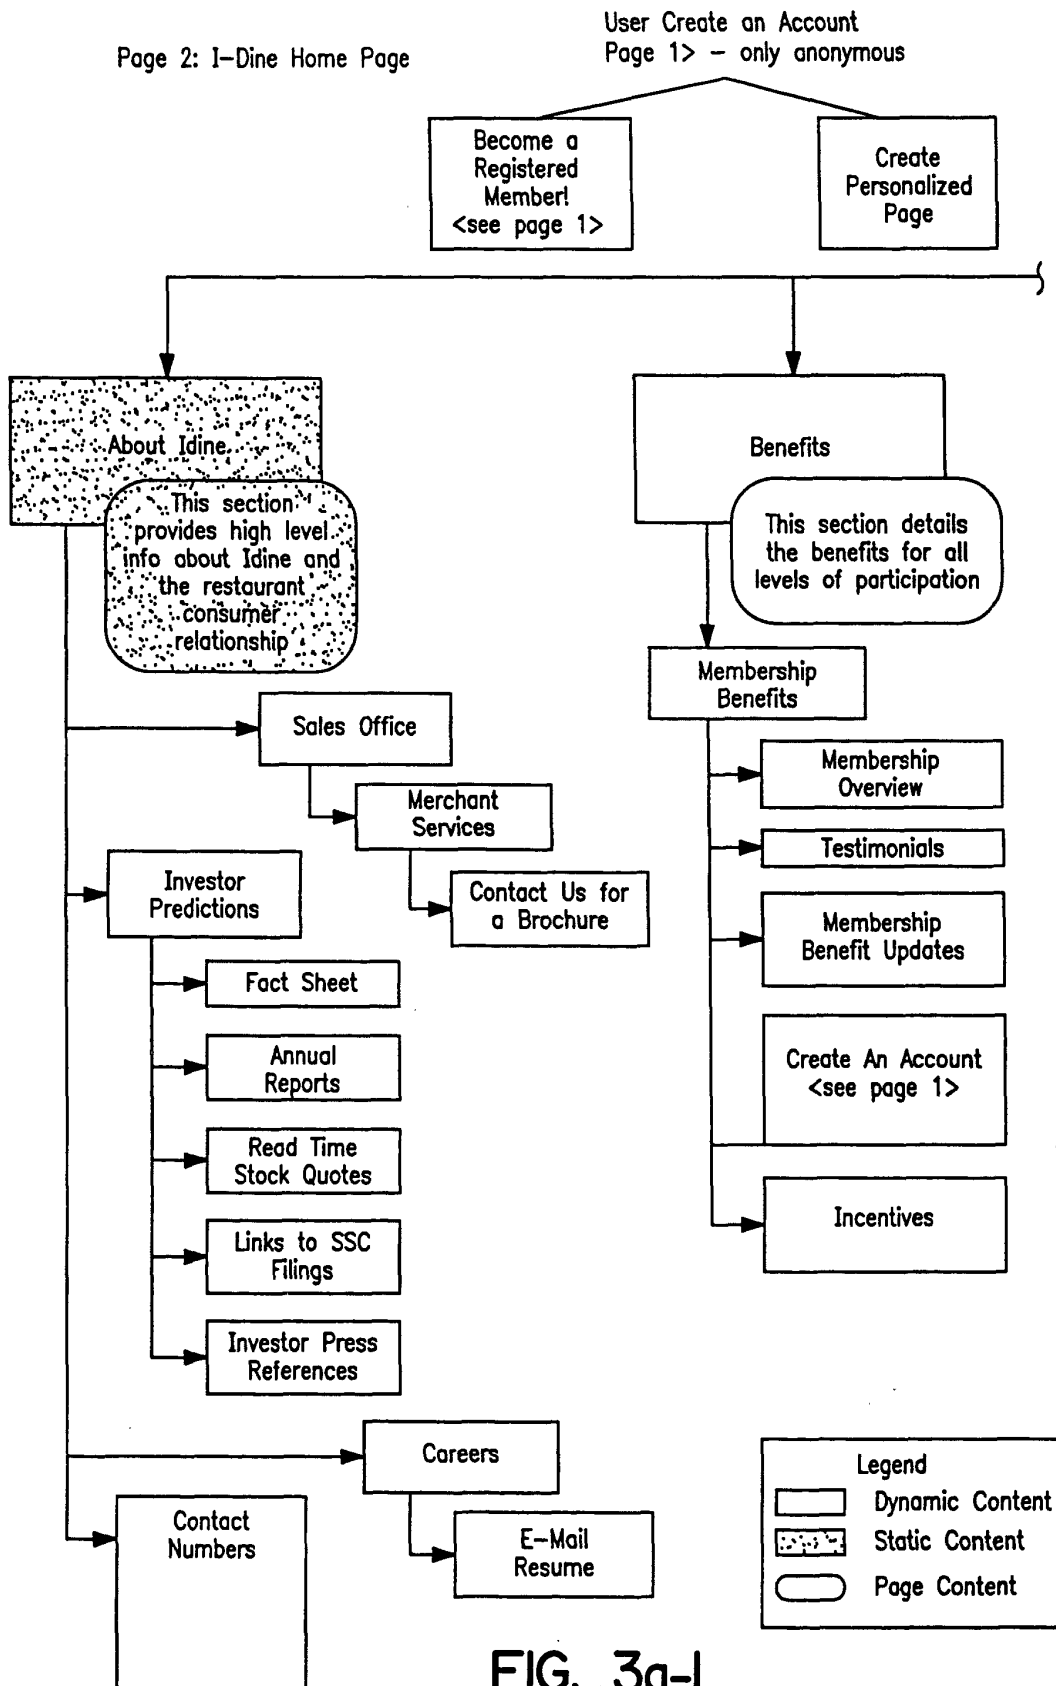 Page 2: I-Dine Home Page
User Create an Account
Page 1> - only anonymous
Become a
Registered
Member!
<see page 1>
Create
Personalized
Page
About Idine
This section
provides high level
info about Idine and
the restaurant
consumer
relationship
Benefits
This section details
the benefits for all
levels of participation
Sales Office
Merchant
Services
Contact Us for
a Brochure
Investor
Predictions
Fact Sheet
Annual
Reports
Read Time
Stock Quotes
Links to SSC
Filings
Investor Press
References
Careers
E-Mail
Resume
Contact
Numbers
Membership
Benefits
Membership
Overview
Testimonials
Membership
Benefit Updates
Create An Account
<see page 1>
Incentives
Legend
Dynamic Content
Static Content
Page Content
FIG. 3a-1